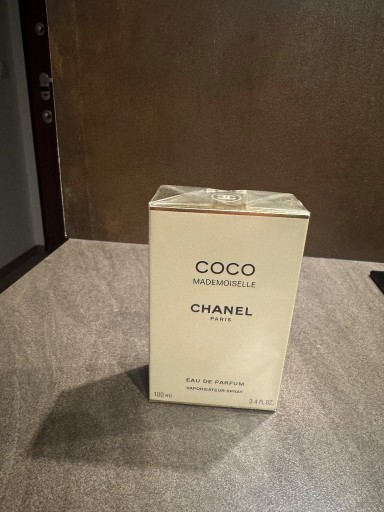 COCO
MADEMOISELLE
CHANEL
PARIS
EAU DE PARFUM
VAPORISATEUR SPRAY
100 ml 3.4 FL.OZ.